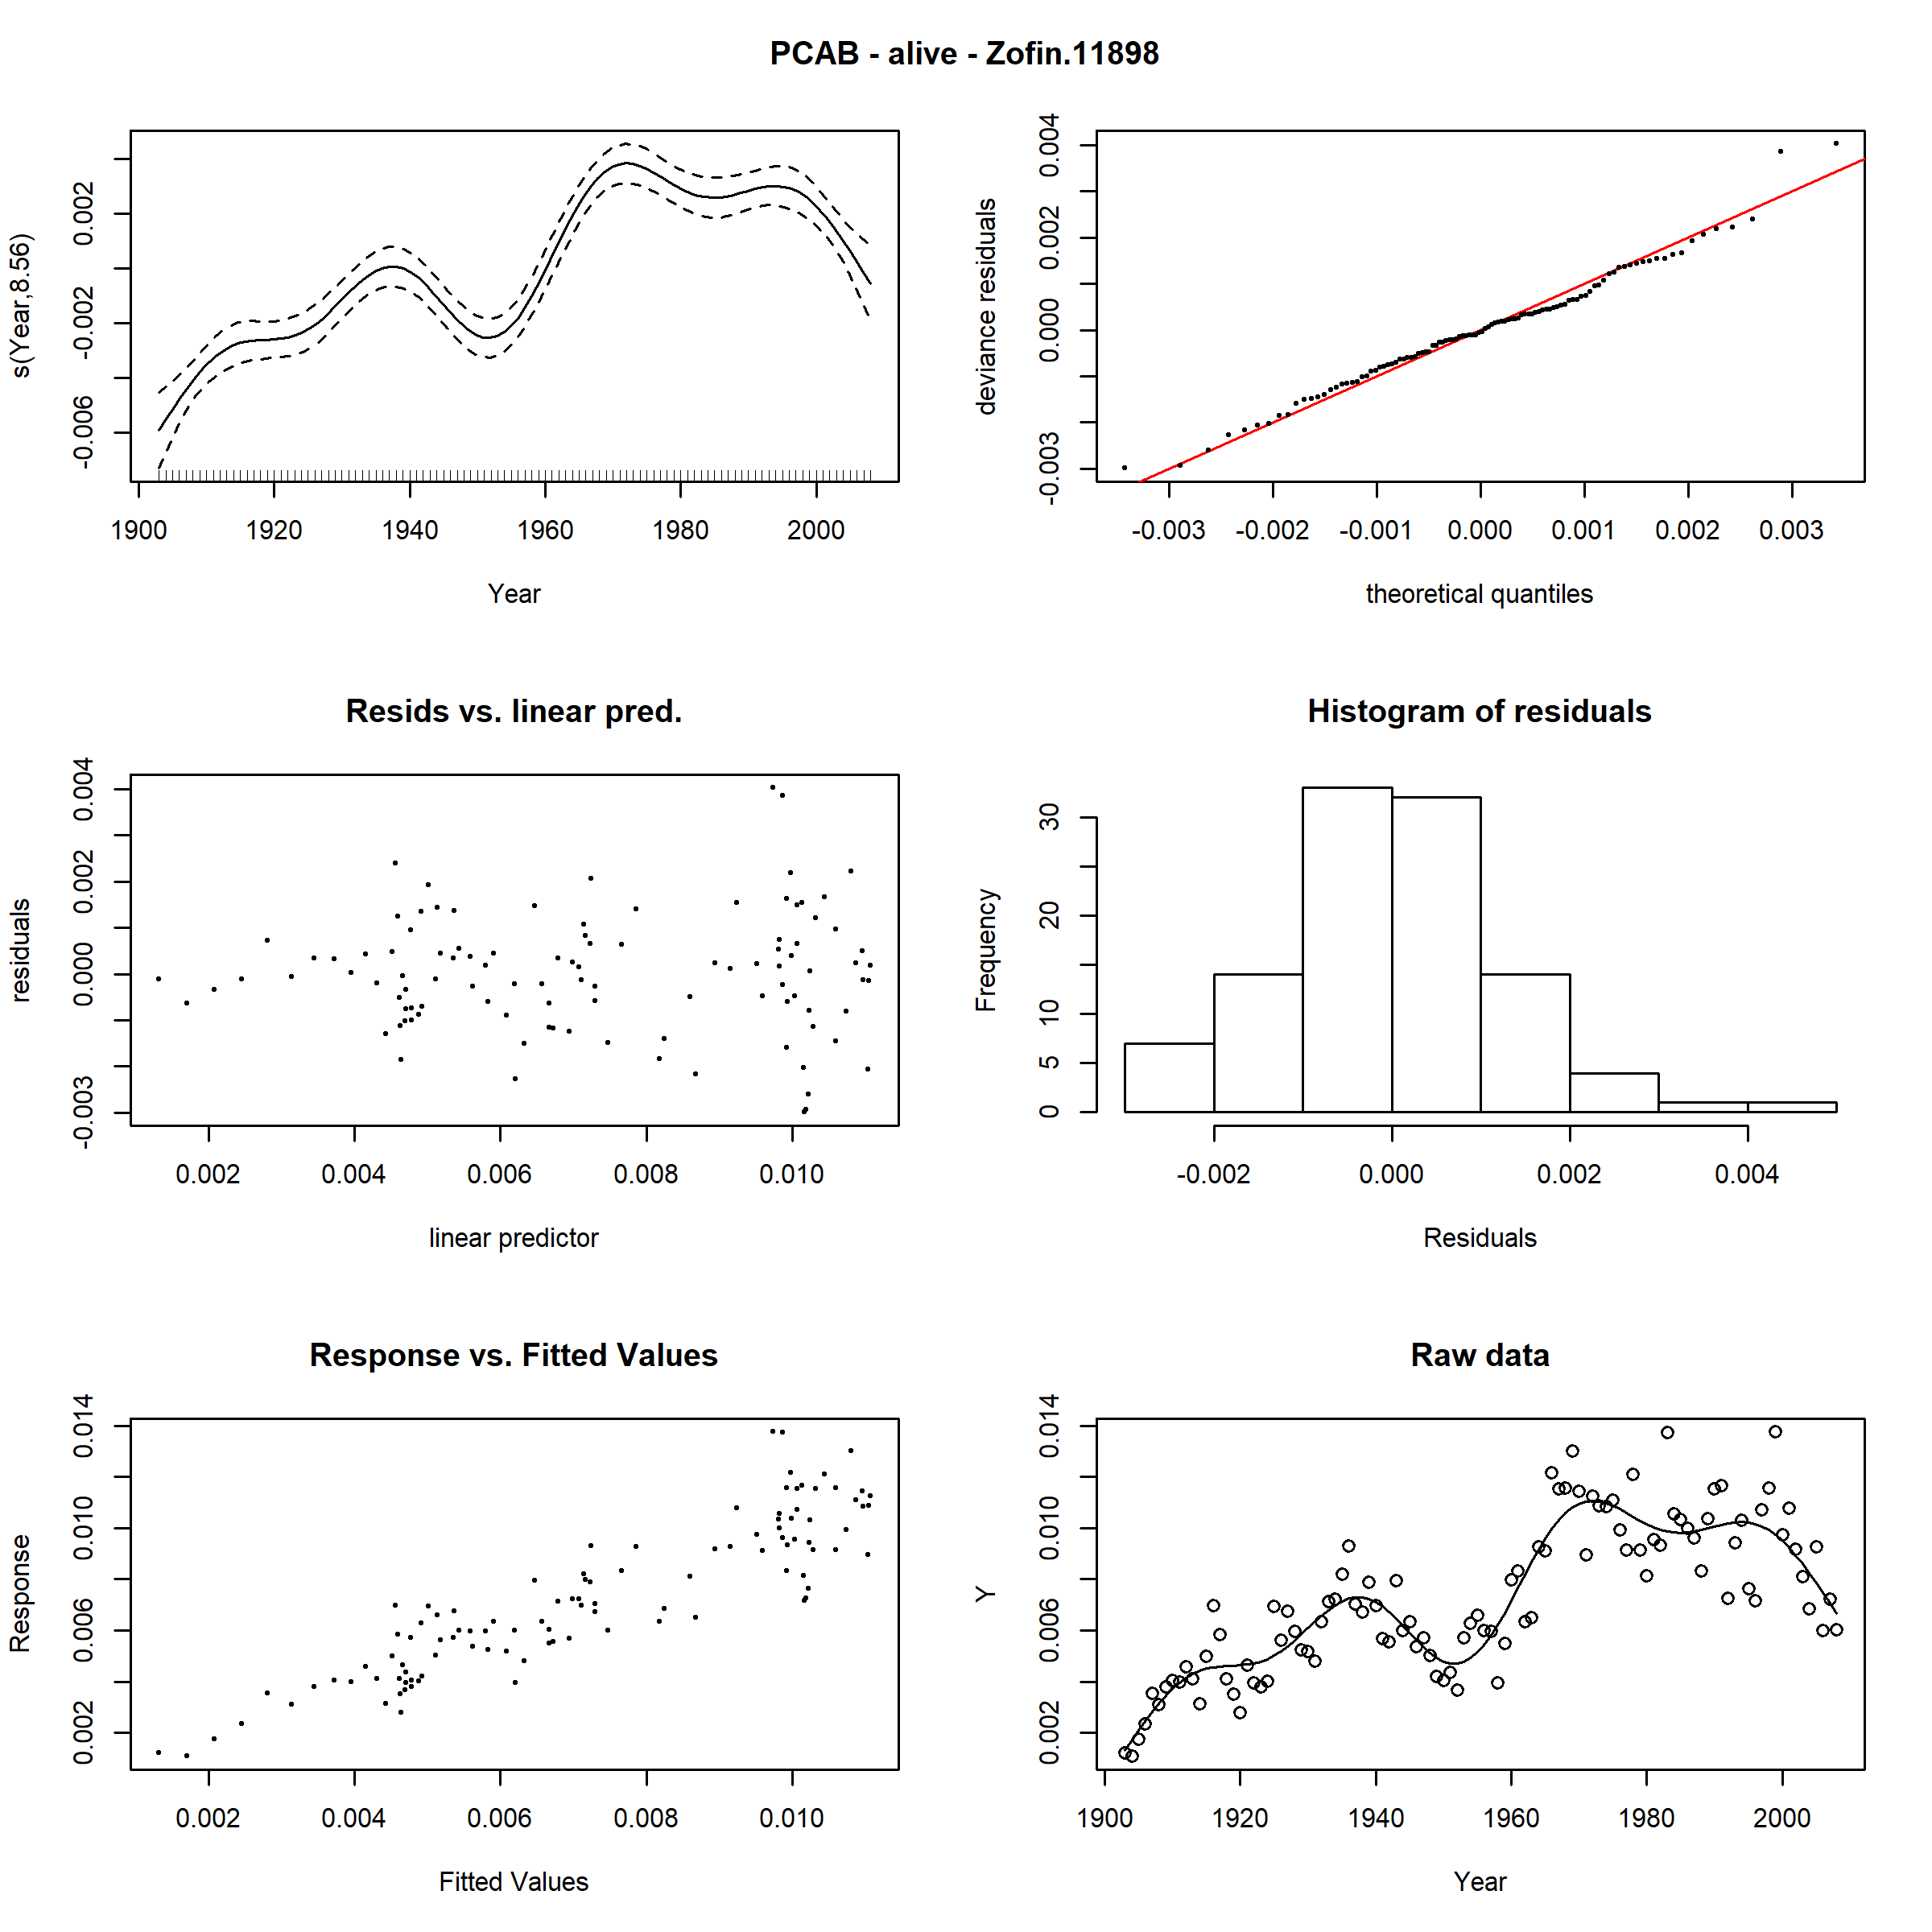 PCAB - alive - Zofin.11898
s(Year,8.56)
-0.006 -0.002 0.002
1900 1920 1940 1960 1980 2000
Year
deviance residuals
-0.003 0.000 0.002 0.004
-0.003 -0.002 -0.001 0.000 0.001 0.002 0.003
theoretical quantiles
Resids vs. linear pred.
residuals
-0.003 0.000 0.002 0.004
0.002 0.004 0.006 0.008 0.010
linear predictor
Histogram of residuals
Frequency
0 5 10 20 30
-0.002 0.000 0.002 0.004
Residuals
Response vs. Fitted Values
Response
0.002 0.006 0.010 0.014
0.002 0.004 0.006 0.008 0.010
Fitted Values
Raw data
Y
0.002 0.006 0.010 0.014
1900 1920 1940 1960 1980 2000
Year